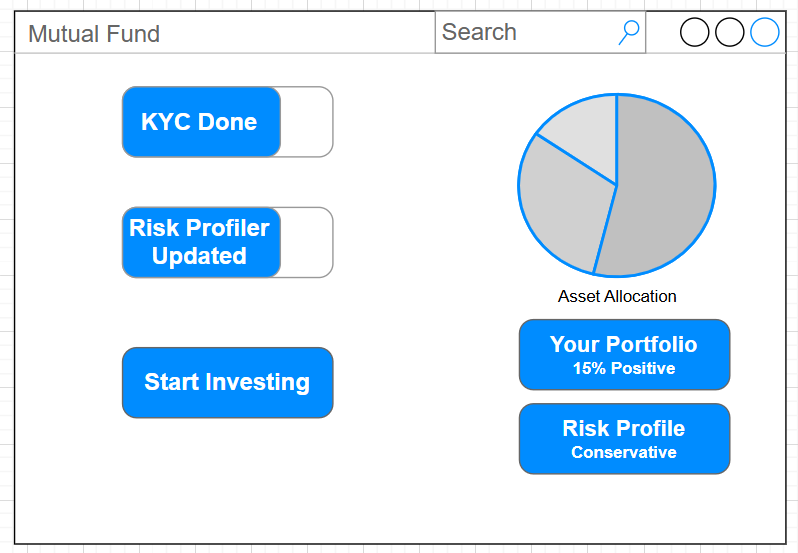 Mutual Fund
Search
KYC Done
Risk Profiler
Updated
Start Investing
Asset Allocation
Your Portfolio
15% Positive
Risk Profile
Conservative